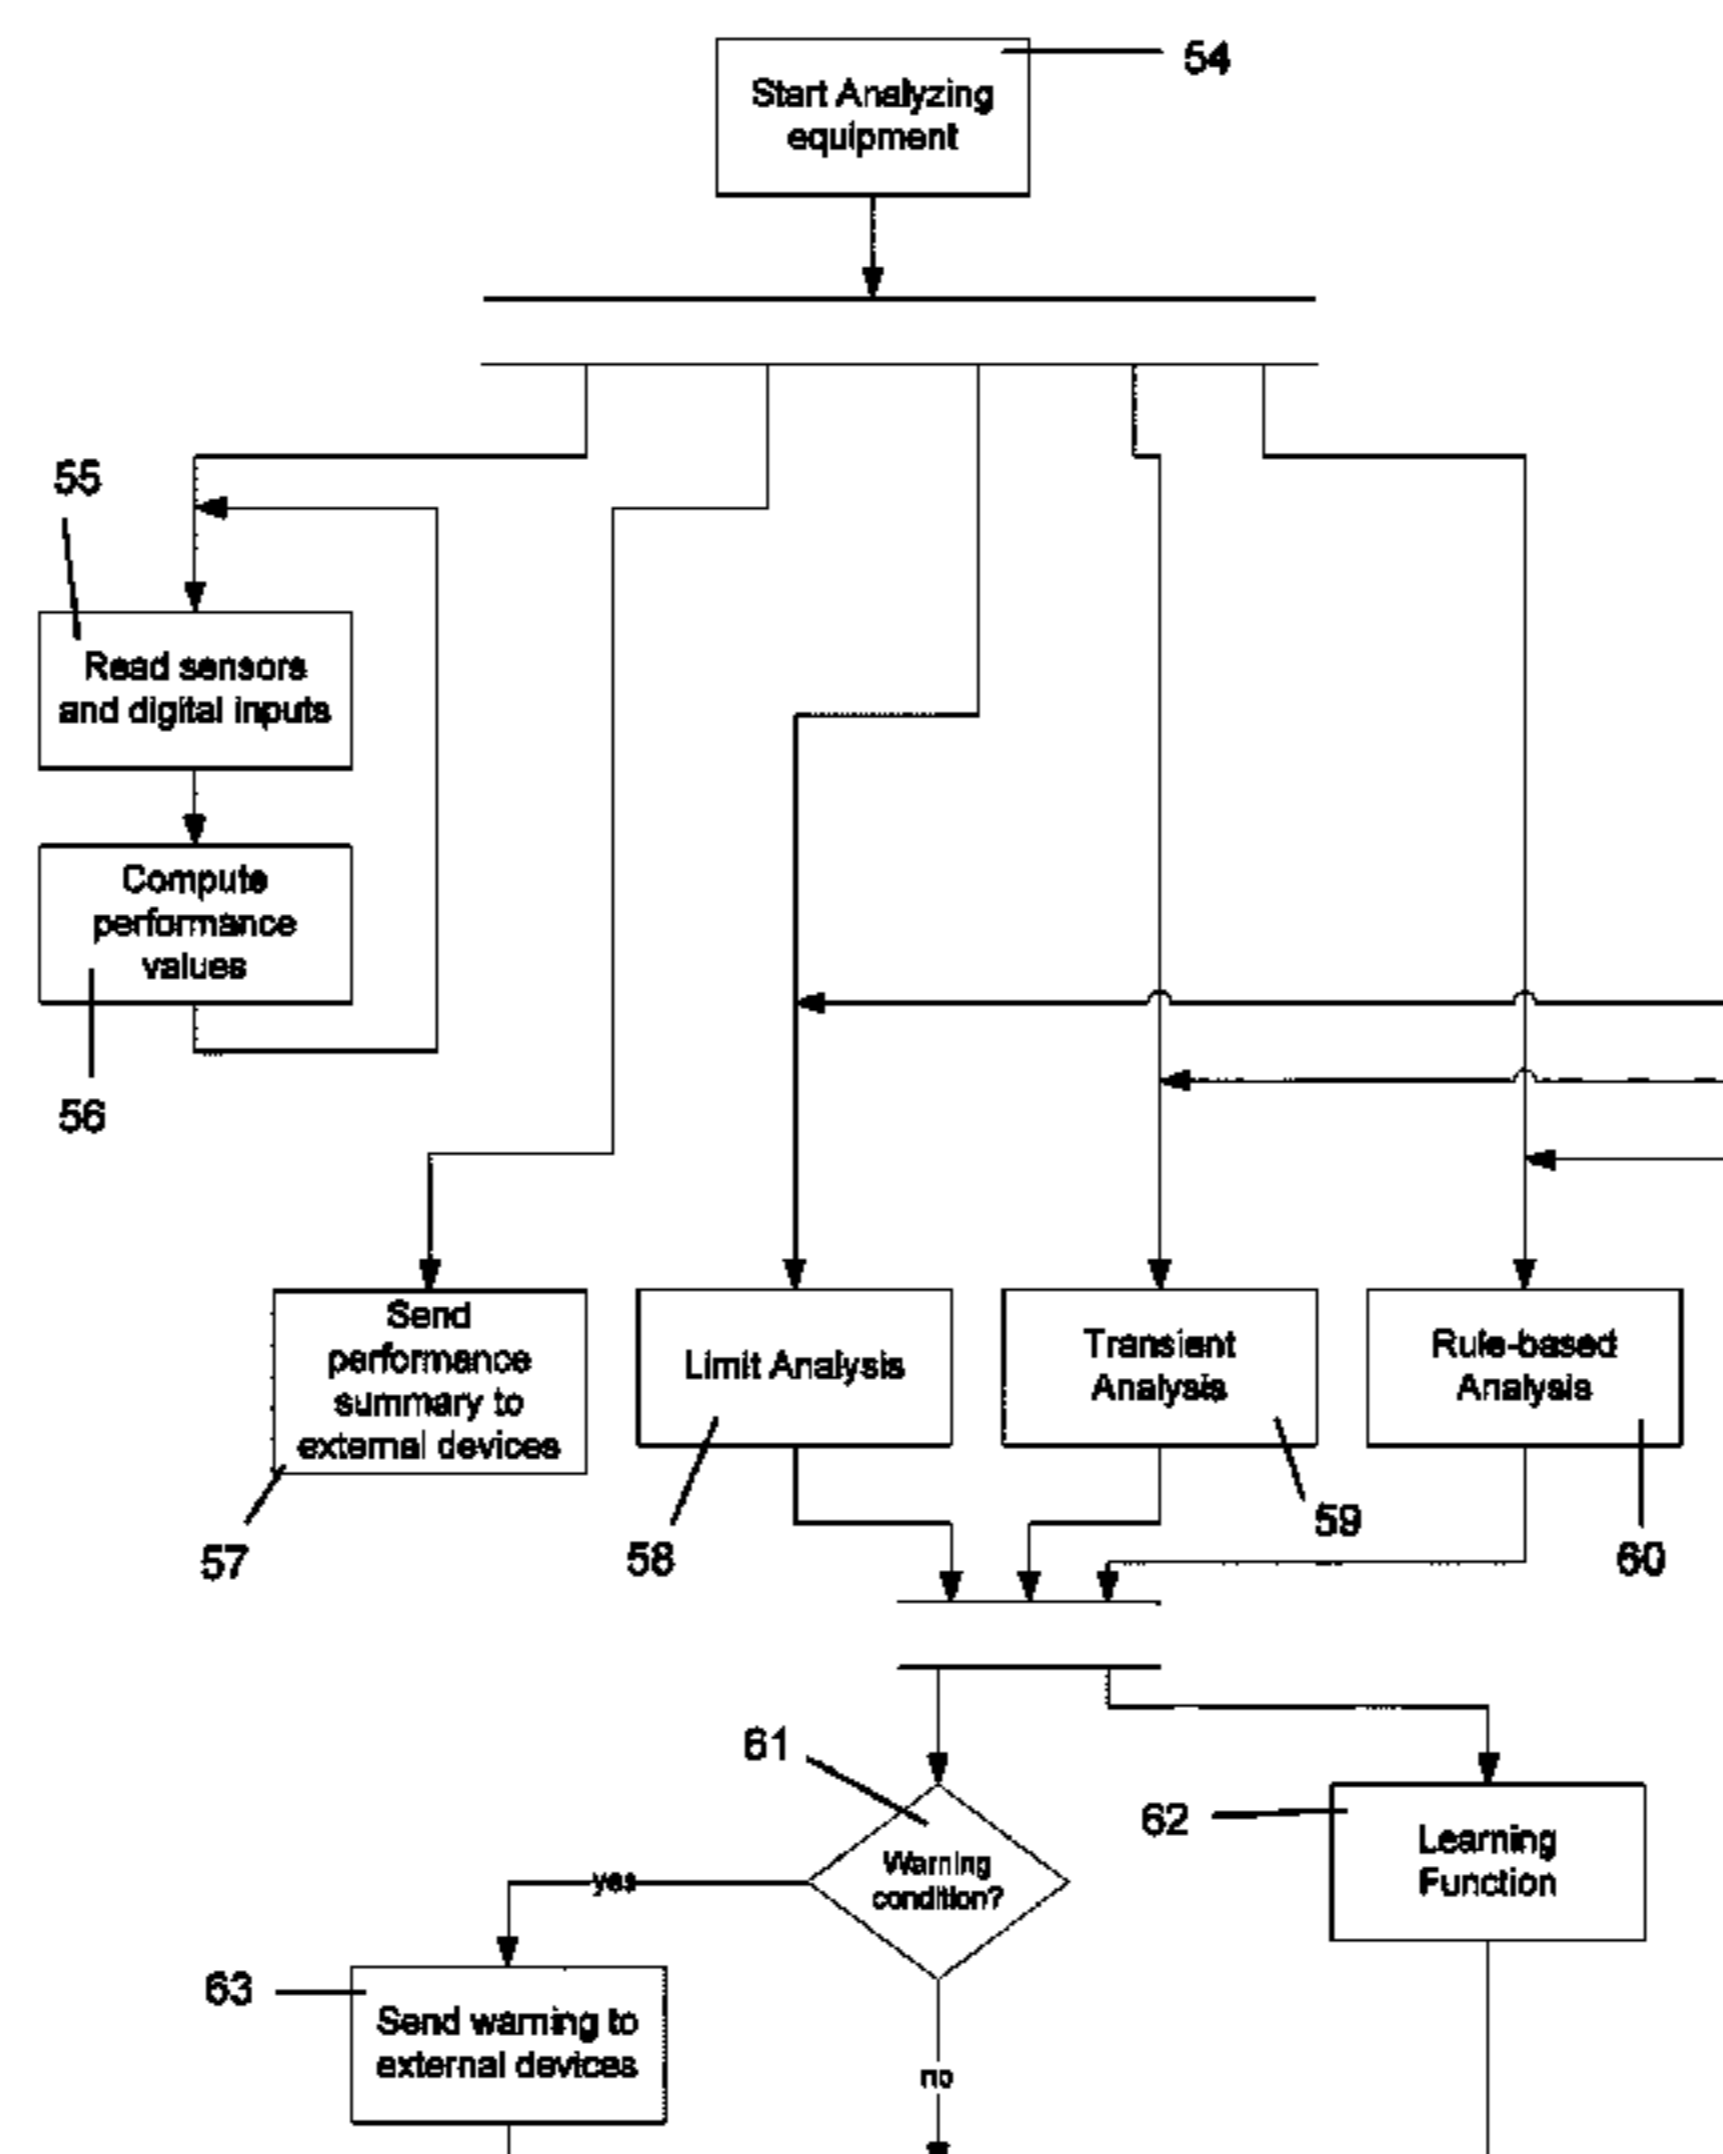 54
Start Analyzing
equipment
55
Read sensors
and digital inputs
Compute
performance
values
56
Send
performance
summary to
external devices
57
Limit Analysis
58
Transient
Analysis
59
Rule-based
Analysis
60
61
Warning
condition?
62
Learning
Function
yes
63
Send warning to
external devices
no